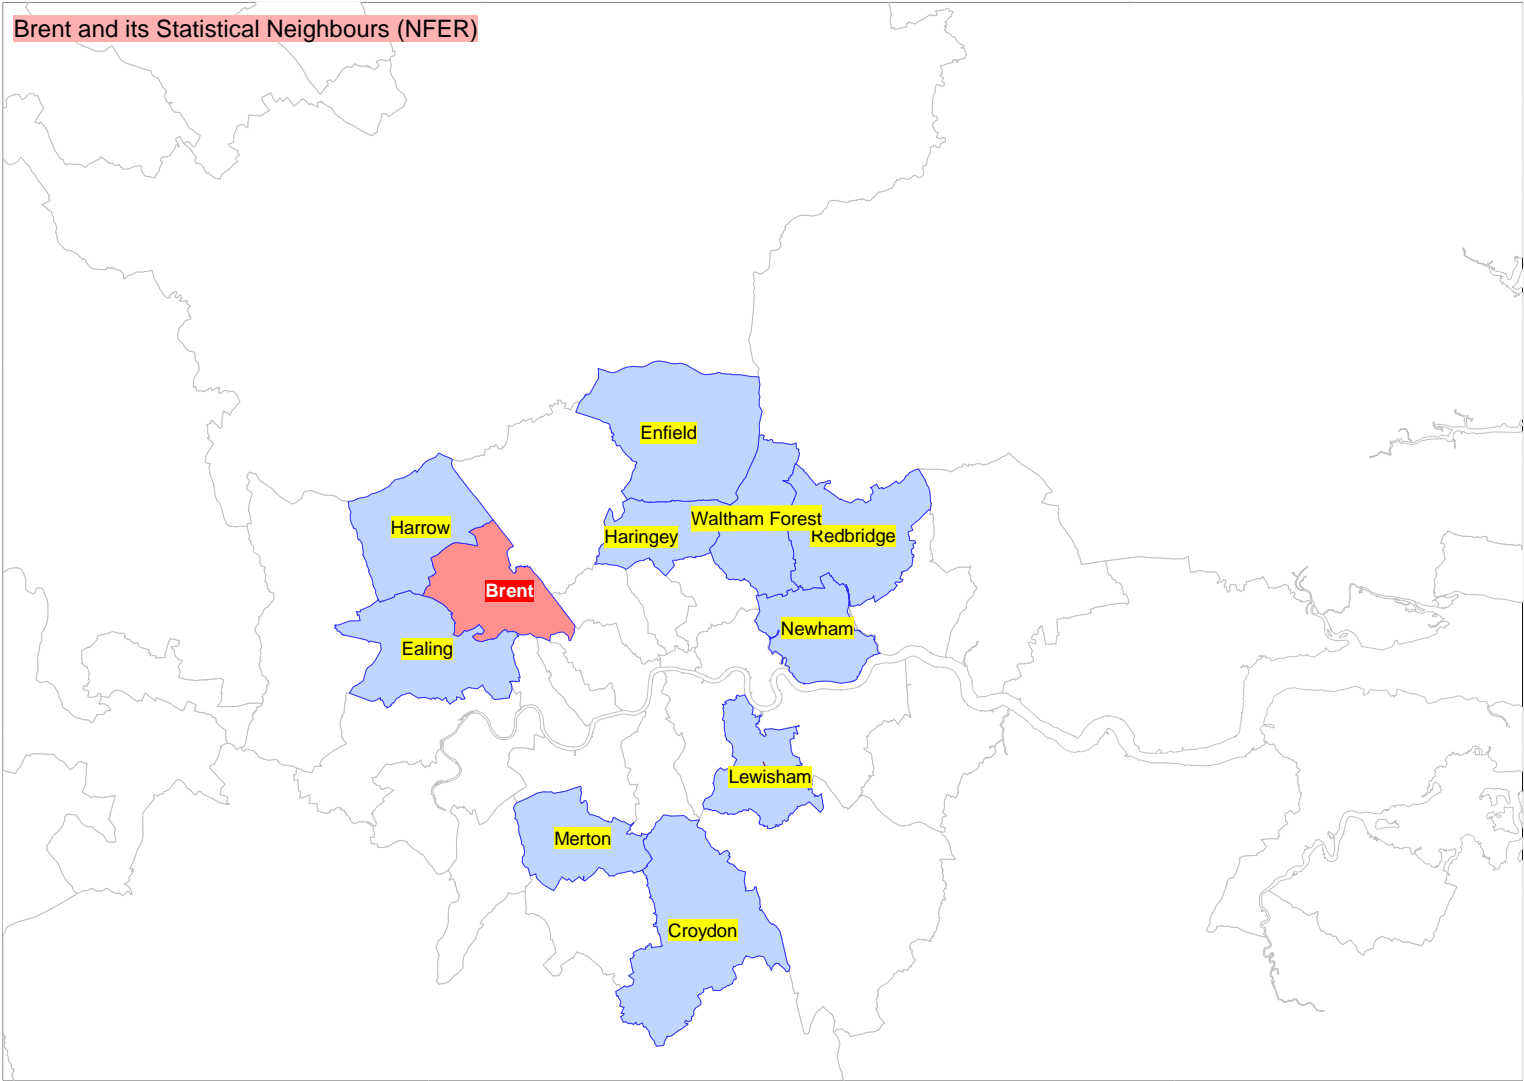 Brent and its Statistical Neighbours (NFER)
Enfield
Waltham Forest
Harrow
Haringey
Redbridge
Brent
Newham
Ealing
Lewisham
Merton
Croydon